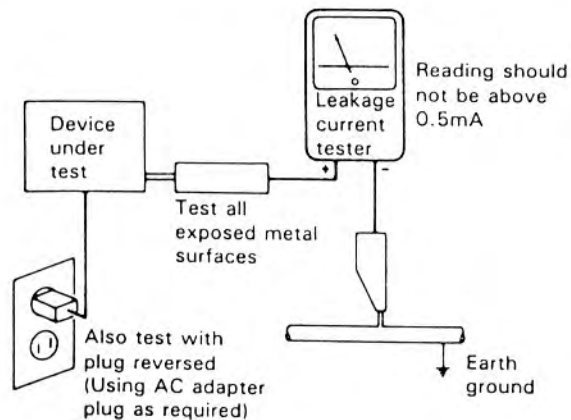 Device
under
test
Leakage
current
tester
+
-
Reading should
not be above
0.5mA
Test all
exposed metal
surfaces
Also test with
plug reversed
(Using AC adapter
plug as required)
Earth
ground